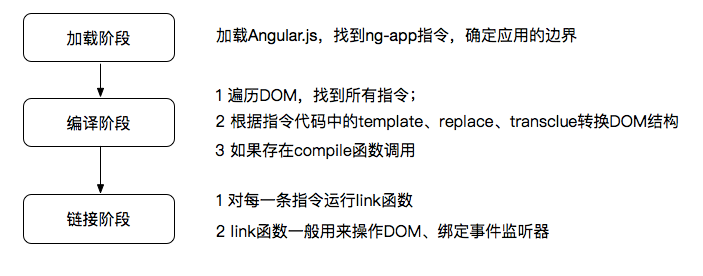 加载阶段
加载Angular.js，找到ng-app指令，确定应用的边界
编译阶段
1 遍历DOM，找到所有指令；
2 根据指令代码中的template、replace、transclue转换DOM结构
3 如果存在compile函数调用
链接阶段
1 对每一条指令运行link函数
2 link函数一般用来操作DOM、绑定事件监听器